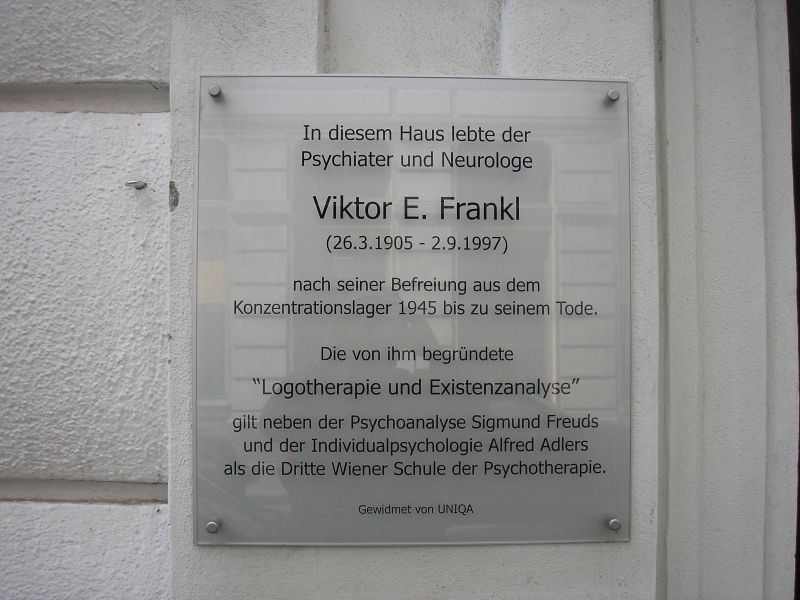 In diesem Haus lebte der
Psychiater und Neurologe
Viktor E. Frankl
(26.3.1905 - 2.9.1997)
nach seiner Befreiung aus dem
Konzentrationslager 1945 bis zu seinem Tode.
Die von ihm begründete
"Logotherapie und Existenzanalyse”
gilt neben der Psychoanalyse Sigmund Freuds
und der Individualpsychologie Alfred Adlers
als die Dritte Wiener Schule der Psychotherapie.
Gewidmet von UNIQA